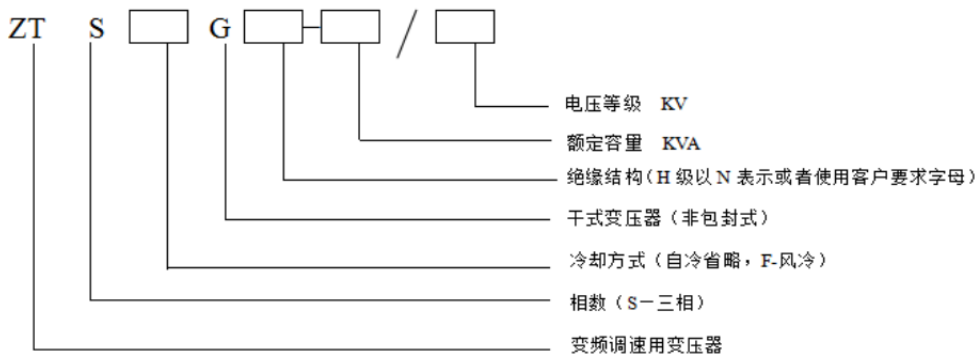 ZT S G - /
电压等级 KV
额定容量 KVA
绝缘结构(H 级以 N 表示或者使用客户要求字母)
干式变压器(非包封式)
冷却方式(自冷省略,F-风冷)
相数(S－三相)
变频调速用变压器